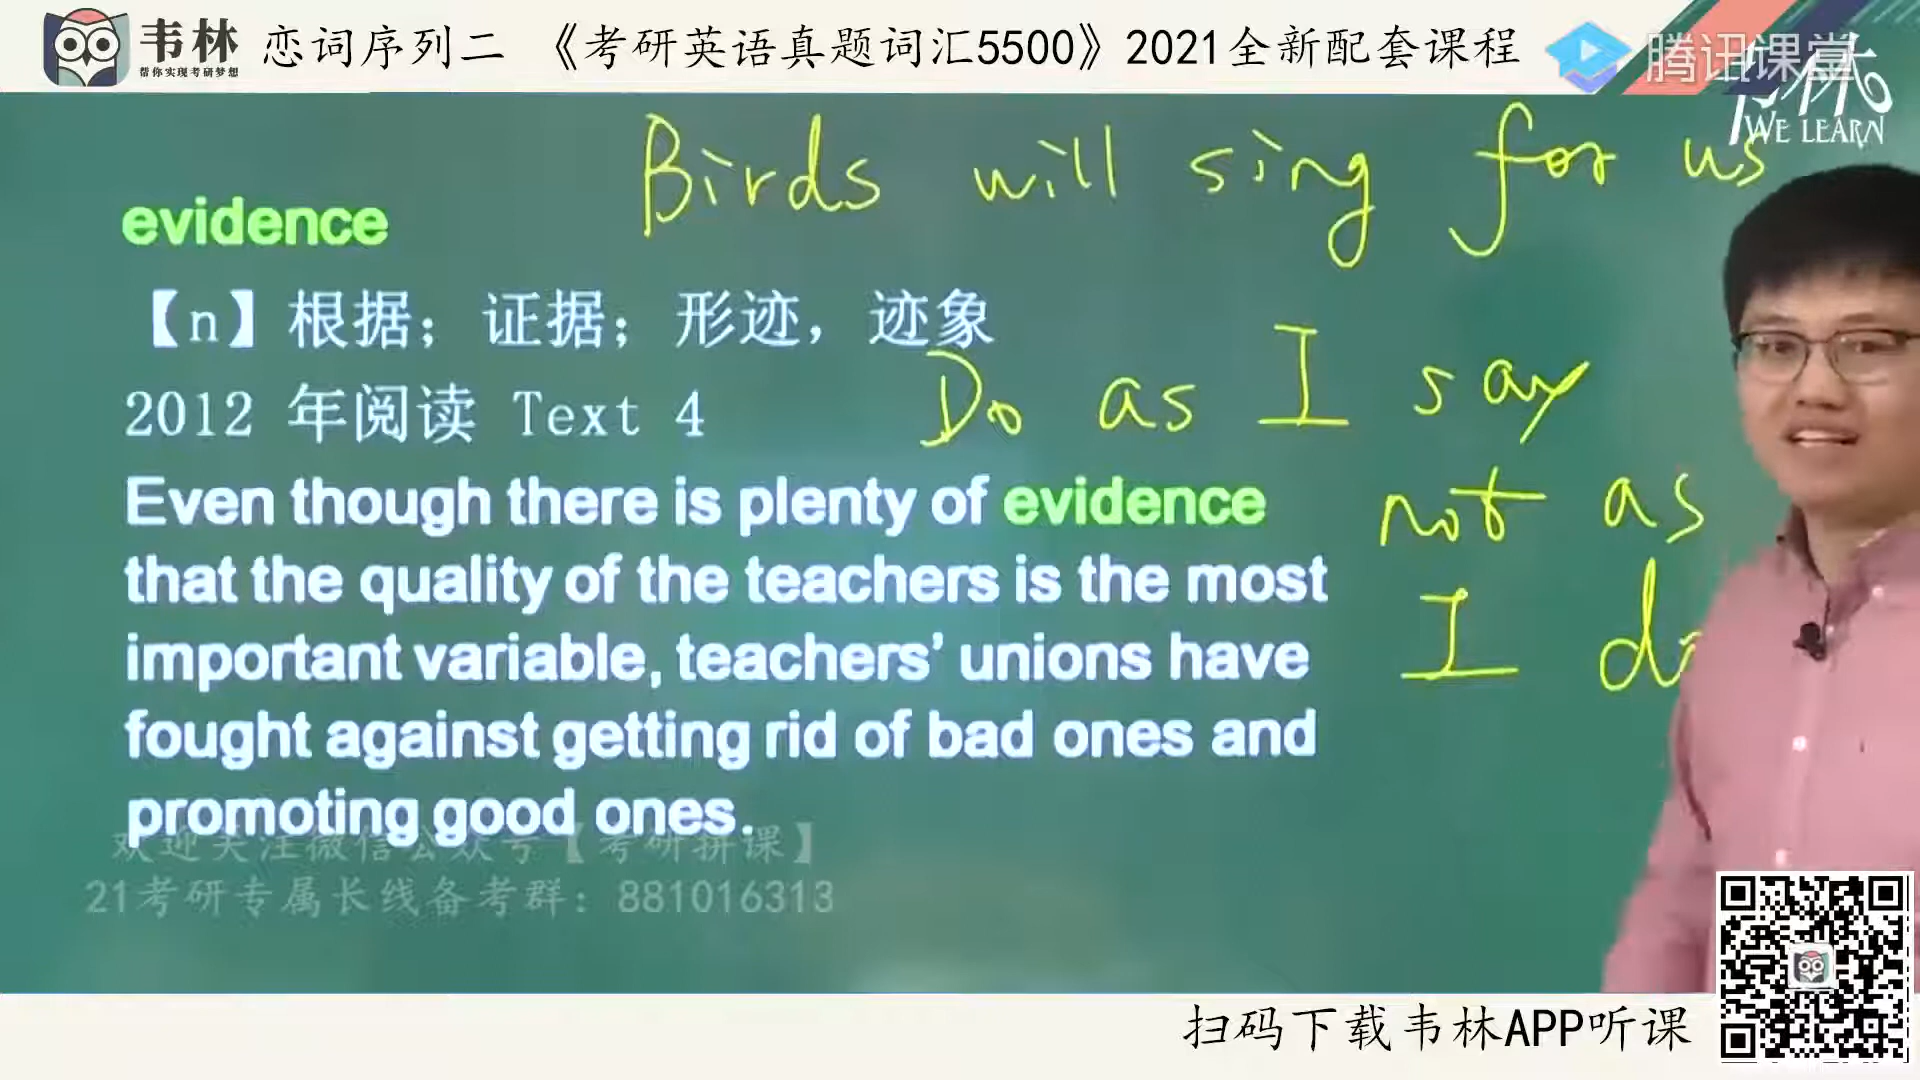 韦林
帮你实现考研梦想
恋词序列二 《考研英语真题词汇5500》2021全新配套课程
腾讯课堂
韦林
WE LEARN
Birds will sing for us
evidence
【n】根据；证据；形迹，迹象
2012 年阅读 Text 4
Do as I say
not as
I do
Even though there is plenty of evidence
that the quality of the teachers is the most
important variable, teachers’ unions have
fought against getting rid of bad ones and
promoting good ones.
欢迎关注微信公众号【考研拼课】
21考研专属长线备考群：881016313
扫码下载韦林APP听课